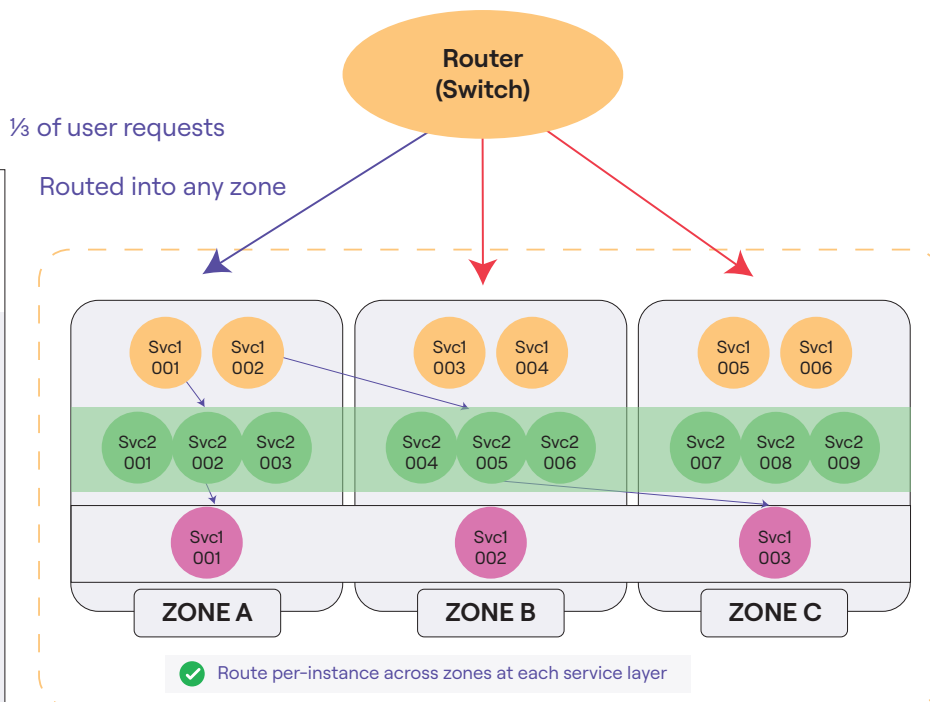 Router
(Switch)
⅓ of user requests
Routed into any zone
Svc1
001
Svc1
002
Svc1
003
Svc1
004
Svc1
005
Svc1
006
Svc2
001
Svc2
002
Svc2
003
Svc2
004
Svc2
005
Svc2
006
Svc2
007
Svc2
008
Svc2
009
Svc1
001
Svc1
002
Svc1
003
ZONE A
ZONE B
ZONE C
Route per-instance across zones at each service layer